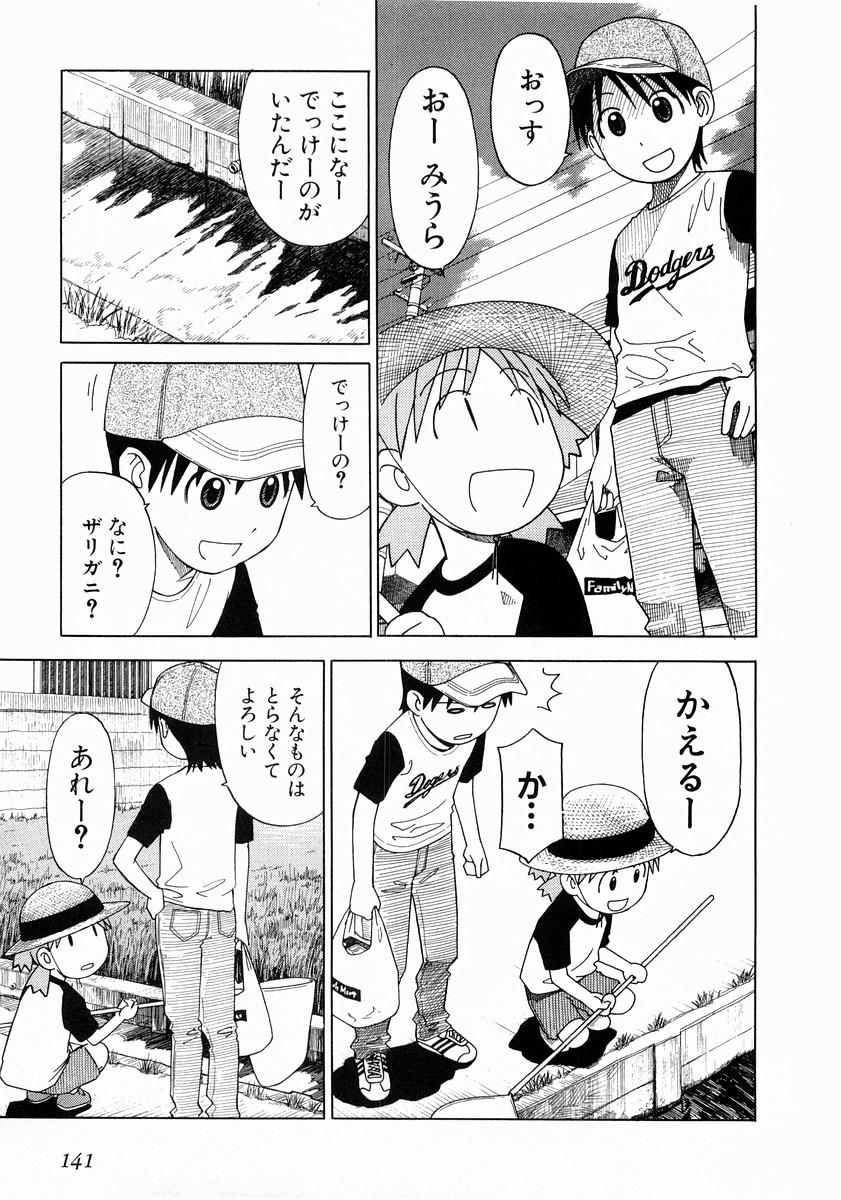 おっす
おー みうら
Dodgers
FamilyM
ここになー
でっけーのが
いたんだー
でっけーの？
なに？
ザリガニ？
かえるー
か…
Dogers
そんなものは
とらなくて
よろしい
あれー？
141